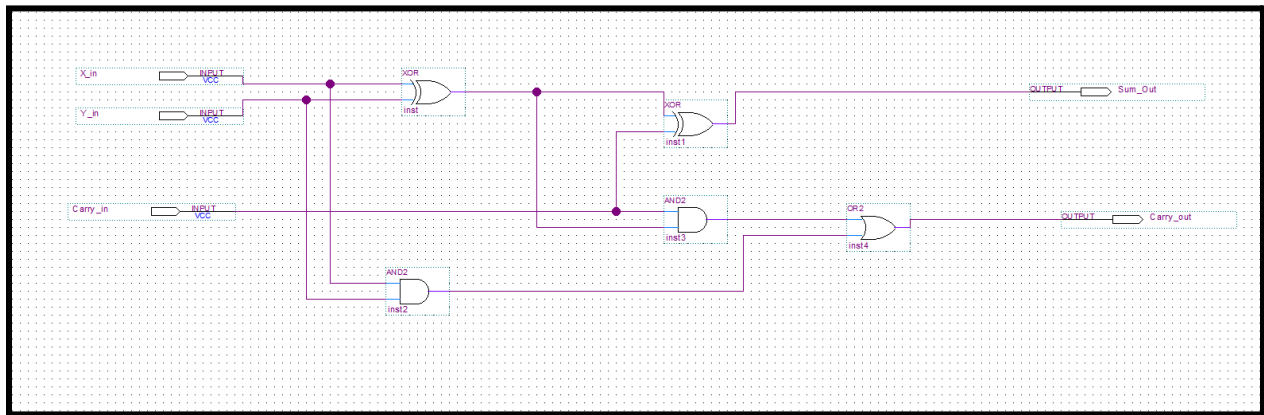 X_in INPUT VCC
Y_in INPUT VCC
XOR
inst
XOR
inst1
OUTPUT Sum_Out
Carry_in INPUT VCC
AND2
inst3
OR2
inst4
OUTPUT Carry_out
AND2
inst2